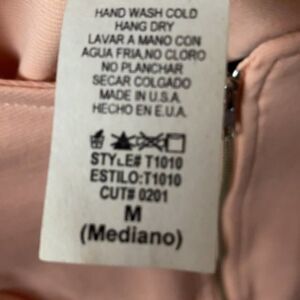 HAND WASH COLD
HANG DRY
LAVAR A MANO CON
AGUA FRIA,NO CLORO
NO PLANCHAR
SECAR COLGADO
MADE IN U.S.A.
HECHO EN E.U.A.
STYLE# T1010
ESTILO:T1010
CUT# 0201
M
(Mediano)